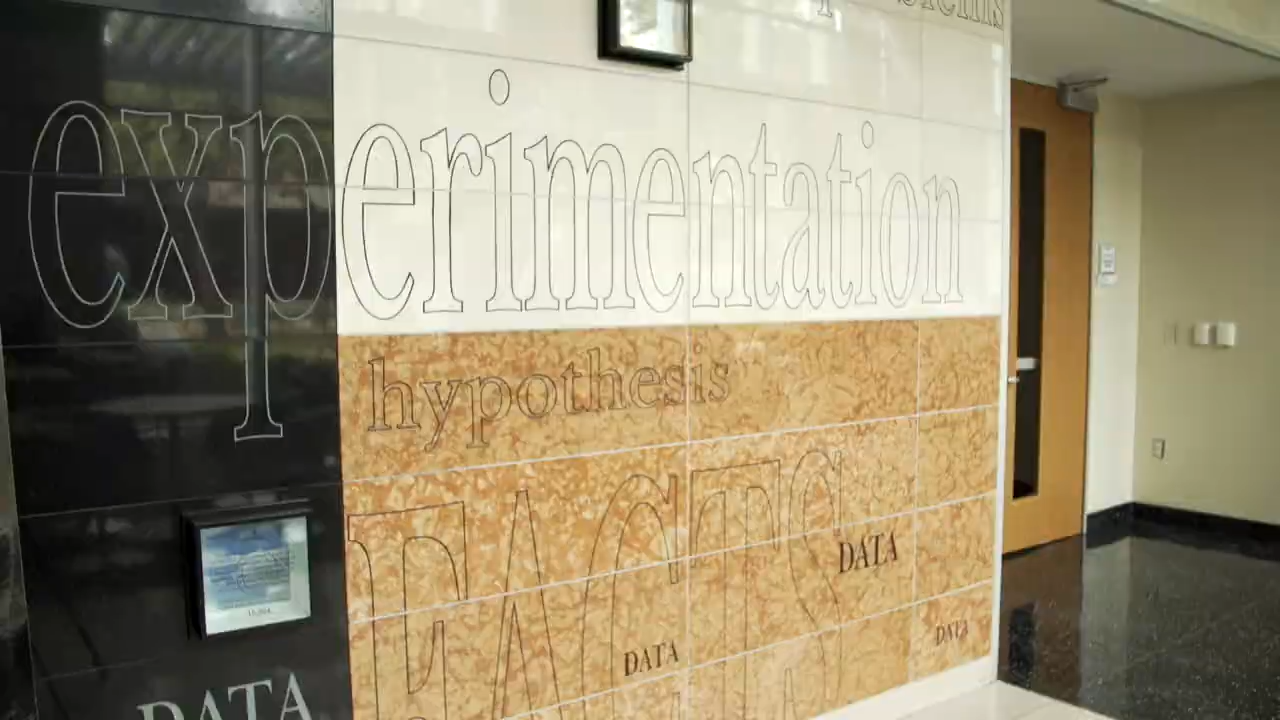 experimentation
hypothesis
FACTS
DATA
DATA
DATA
DATA